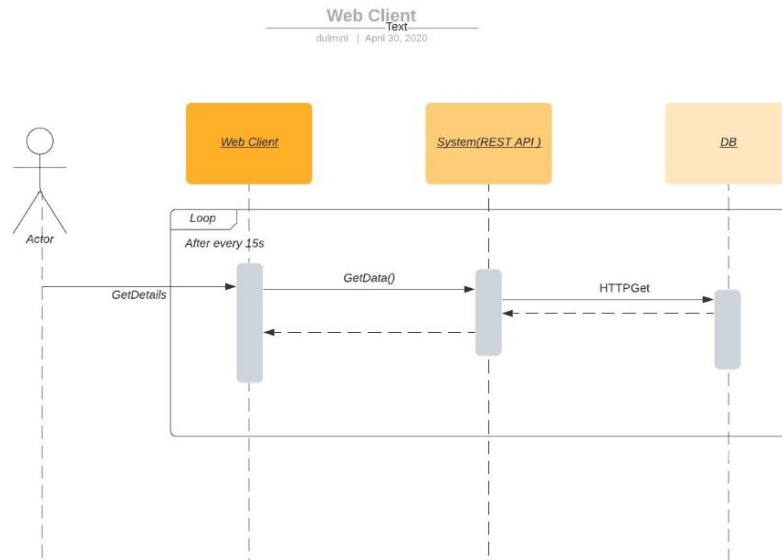 Web Client
Text
dulmini | April 30, 2020
Web Client
System(REST API )
DB
Actor
Loop
After every 15s
GetDetails
GetData()
HTTPGet